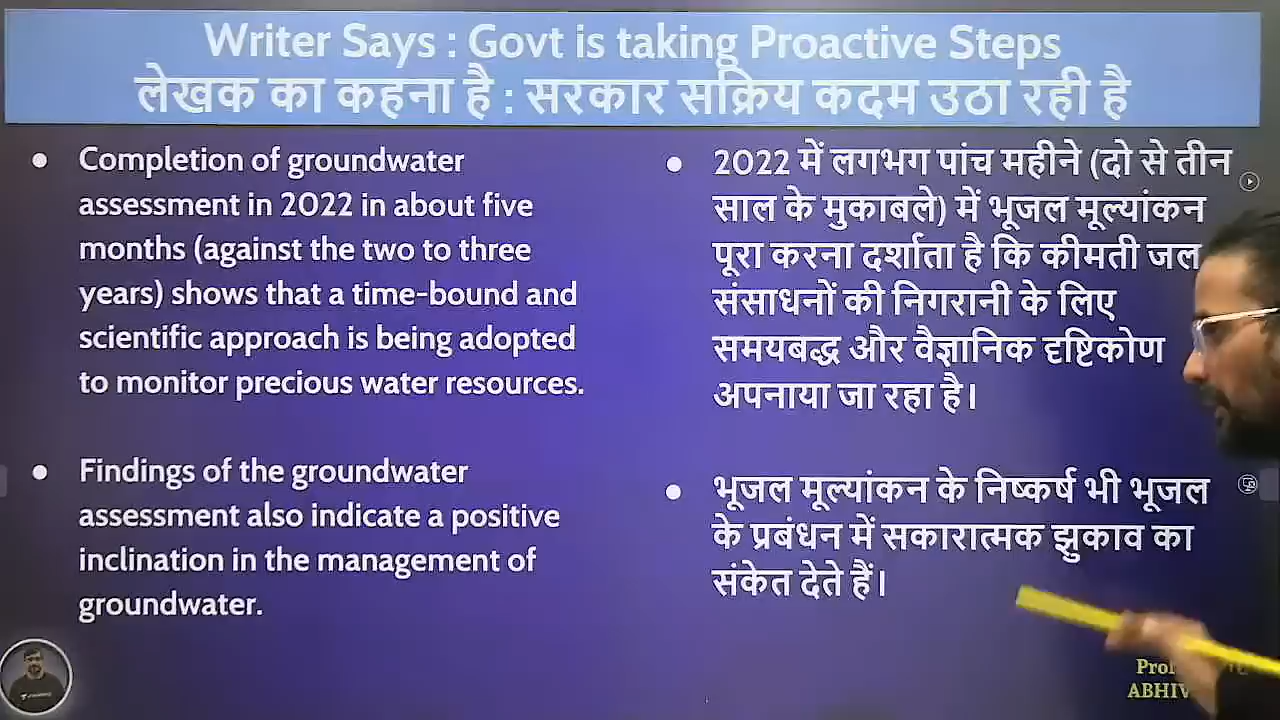 Writer Says : Govt is taking Proactive Steps
लेखक का कहना है : सरकार सक्रिय कदम उठा रही है
Completion of groundwater
assessment in 2022 in about five
months (against the two to three
years) shows that a time-bound and
scientific approach is being adopted
to monitor precious water resources.
Findings of the groundwater
assessment also indicate a positive
inclination in the management of
groundwater.
2022 में लगभग पांच महीने (दो से तीन
साल के मुकाबले) में भूजल मूल्यांकन
पूरा करना दर्शाता है कि कीमती जल
संसाधनों की निगरानी के लिए
समयबद्ध और वैज्ञानिक दृष्टिकोण
अपनाया जा रहा है।
भूजल मूल्यांकन के निष्कर्ष भी भूजल
के प्रबंधन में सकारात्मक झुकाव का
संकेत देते हैं।